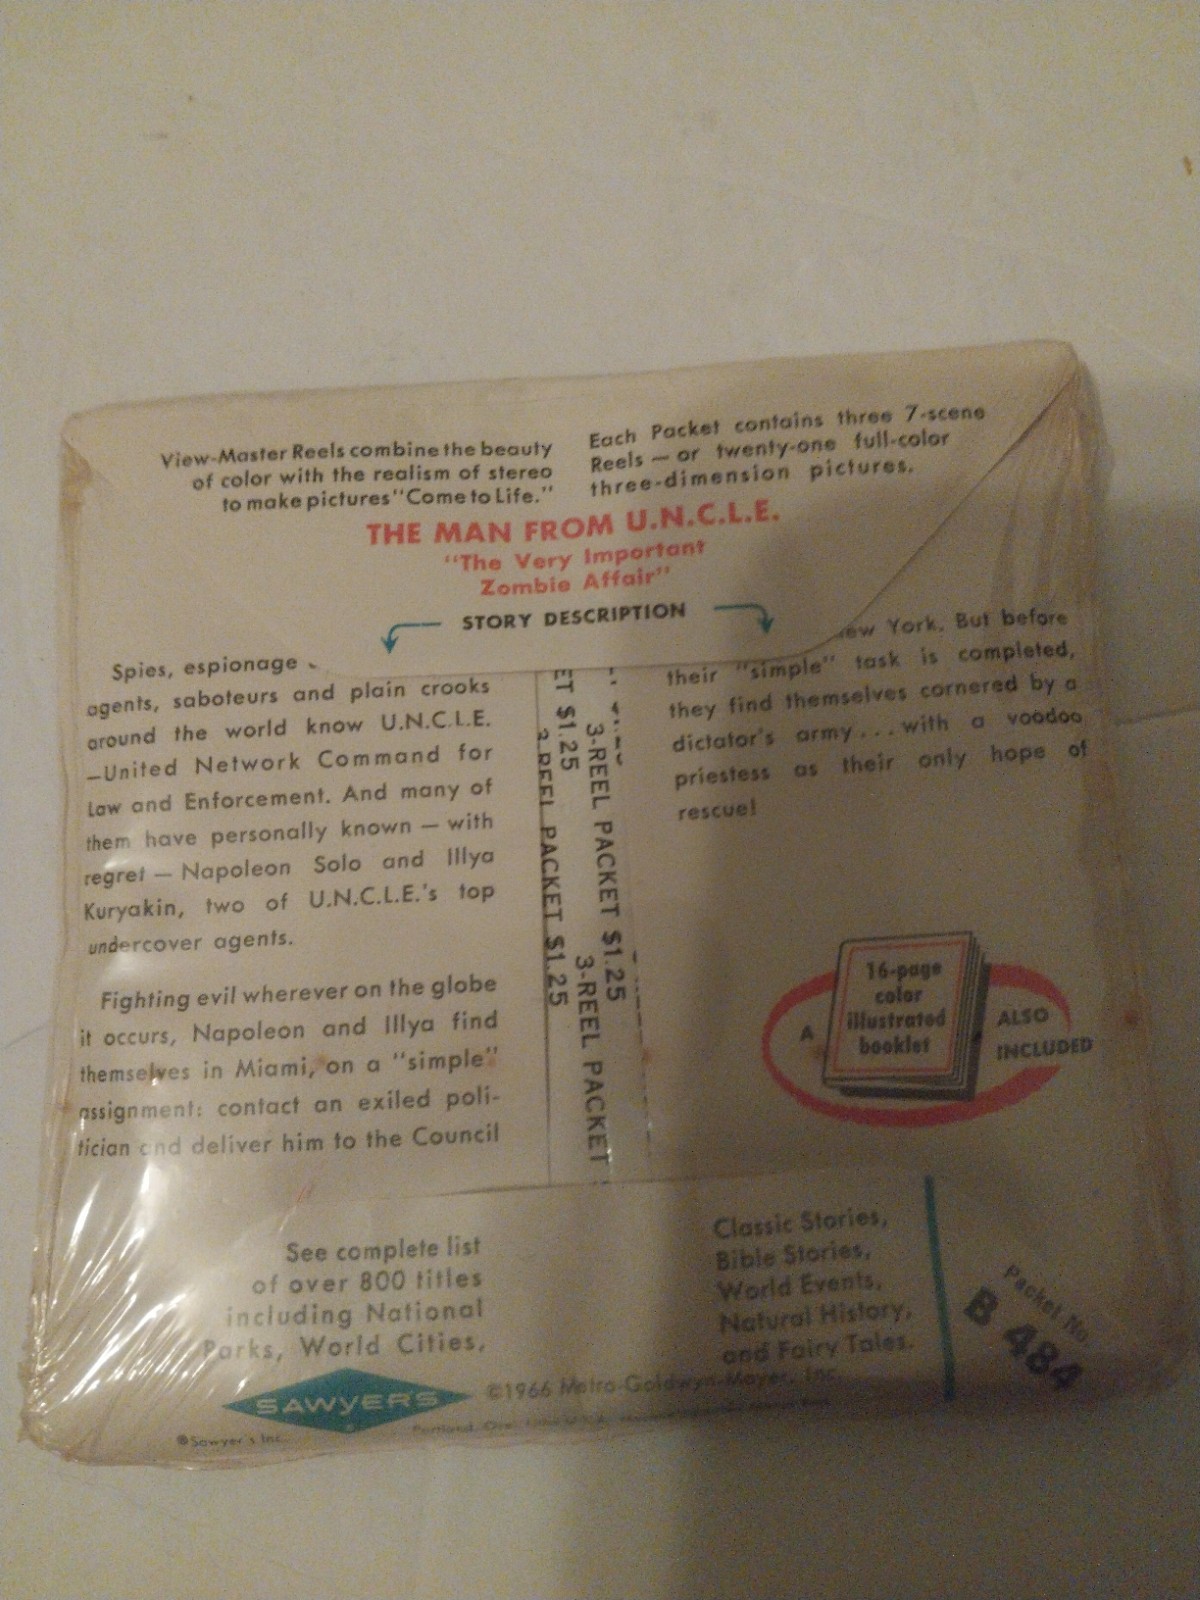 View-Master Reels combine the beauty
of color with the realism of stereo
to make pictures "Come to Life."
Each Packet contains three 7-scene
Reels — or twenty-one full-color
three-dimension pictures.
THE MAN FROM U.N.C.L.E.
"The Very Important
Zombie Affair"
STORY DESCRIPTION
Spies, espionage
agents, saboteurs and plain crooks
around the world know U.N.C.L.E.
—United Network Command for
Law and Enforcement. And many of
them have personally known — with
regret — Napoleon Solo and Illya
Kuryakin, two of U.N.C.L.E.'s top
undercover agents.
Fighting evil wherever on the globe
it occurs, Napoleon and Illya find
themselves in Miami, on a "simple"
assignment: contact an exiled poli-
tician and deliver him to the Council
ew York. But before
their "simple" task is completed,
they find themselves cornered by a
dictator's army...with a voodoo
priestess as their only hope of
rescue!
ET $1.25
3-REEL PACKET $1.25
3-REEL PACKET $1.25
3-REEL PACKET
A
16-page
color
illustrated
booklet
ALSO
INCLUDED
See complete list
of over 800 titles
including National
Parks, World Cities,
Classic Stories,
Bible Stories,
World Events,
Natural History,
and Fairy Tales.
Packet No.
B 484
SAWYER'S
©1966 Metro-Goldwyn-Mayer, Inc.
®Sawyer's Inc.
Portland, Ore.